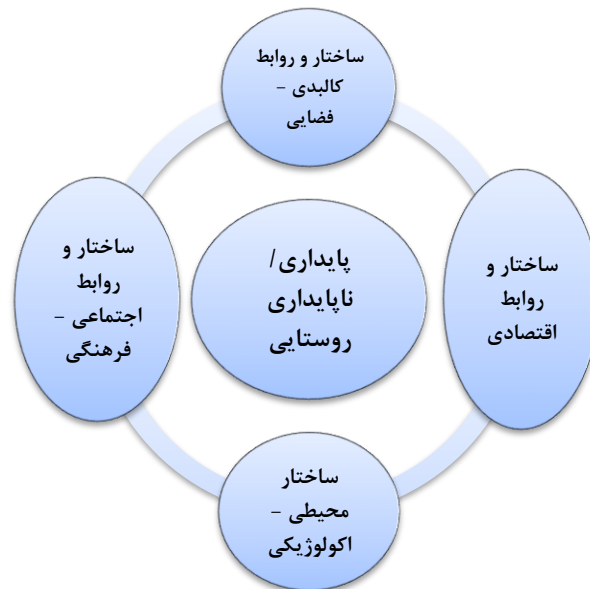 ساختار و روابط
کالبدی –
فضایی
پایداری/
ناپایداری
روستایی
ساختار و
روابط
اقتصادی
ساختار و
روابط
اجتماعی –
فرهنگی
ساختار
محیطی –
اکولوژیکی